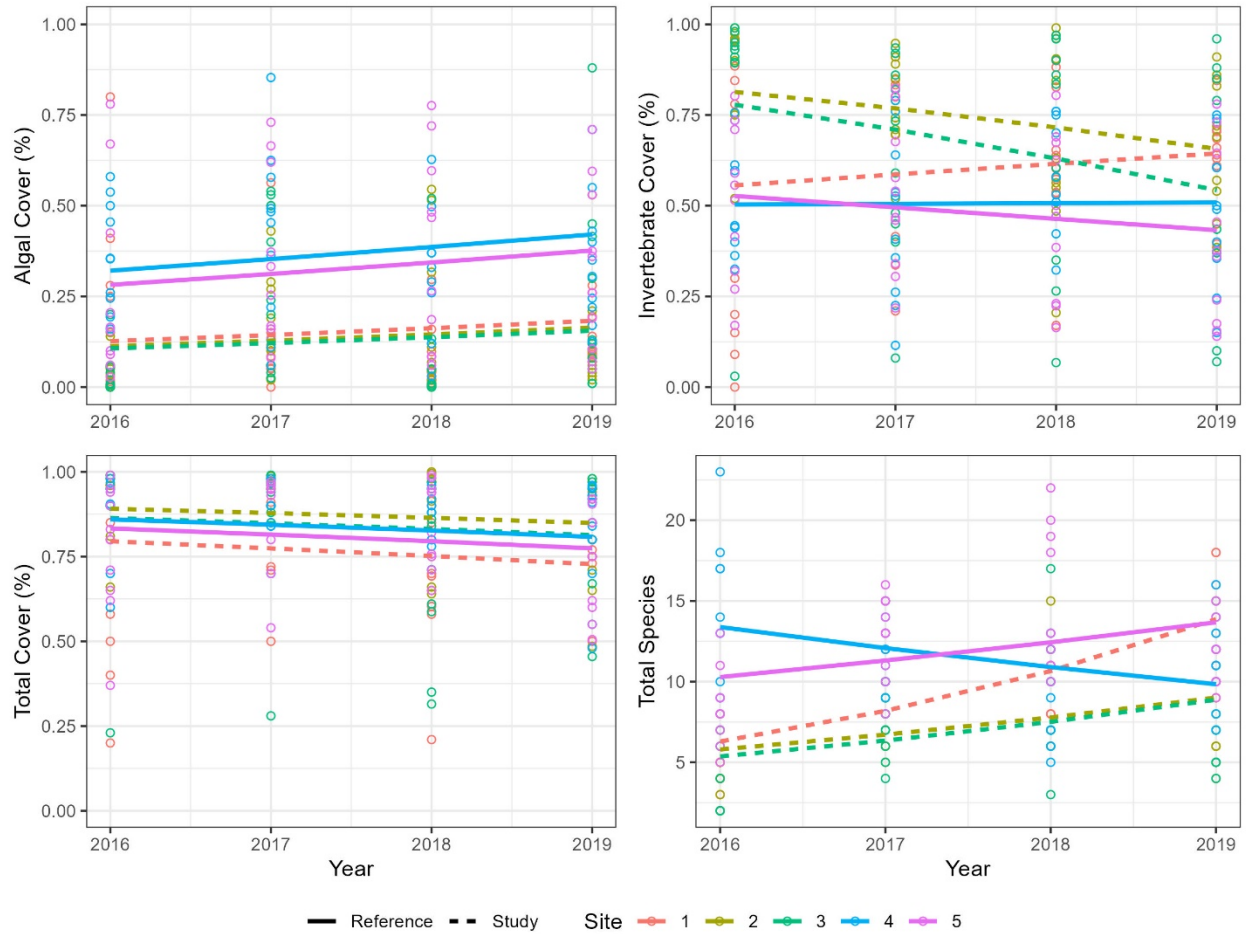 Algal Cover (%)
1.00
0.75
0.50
0.25
0.00
2016 2017 2018 2019
Invertebrate Cover (%)
1.00
0.75
0.50
0.25
0.00
2016 2017 2018 2019
Total Cover (%)
1.00
0.75
0.50
0.25
0.00
2016 2017 2018 2019
Year
Total Species
20
15
10
5
2016 2017 2018 2019
Year
Reference Study Site 1 2 3 4 5